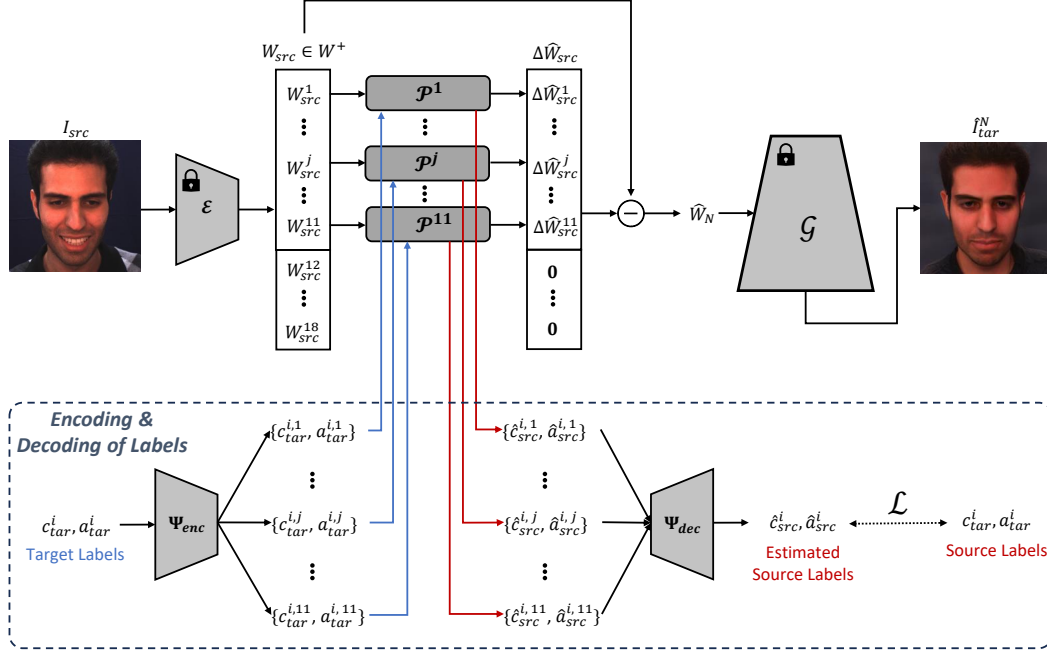 W_src ∈ W^+
ΔŴ_src
I_src
Î_tar^N
W_src^1
𝒫^1
ΔŴ_src^1
W_src^j
𝒫^j
ΔŴ_src^j
ℰ
W_src^11
𝒫^11
ΔŴ_src^11
−
Ŵ_N
𝒢
W_src^12
0
W_src^18
0
Encoding &
Decoding of Labels
{c_tar^{i,1}, a_tar^{i,1}}
{ĉ_src^{i,1}, â_src^{i,1}}
c_tar^i, a_tar^i
Target Labels
Ψ_enc
{c_tar^{i,j}, a_tar^{i,j}}
{ĉ_src^{i,j}, â_src^{i,j}}
Ψ_dec
ĉ_src^i, â_src^i
Estimated
Source Labels
ℒ
c_tar^i, a_tar^i
Source Labels
{c_tar^{i,11}, a_tar^{i,11}}
{ĉ_src^{i,11}, â_src^{i,11}}